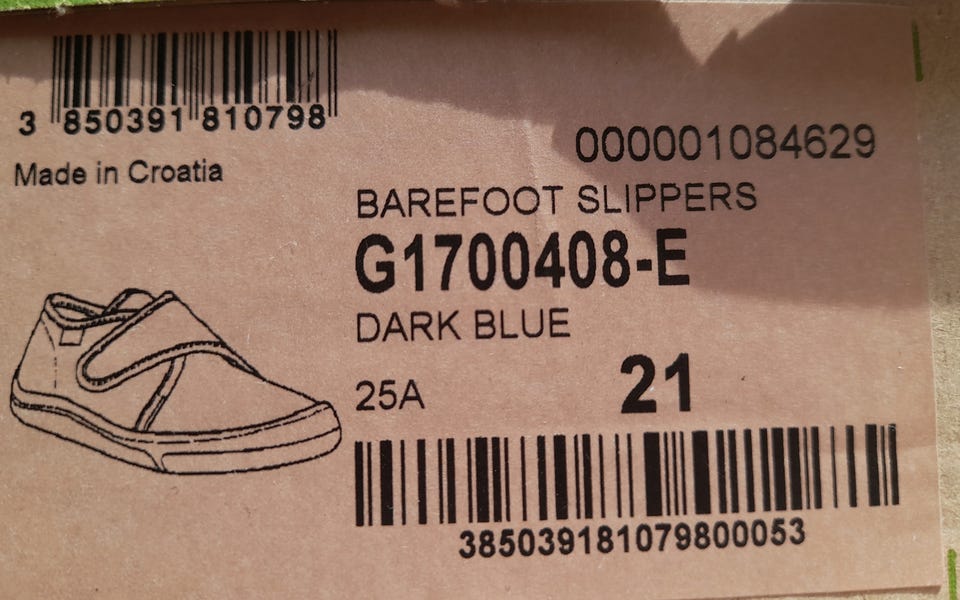 3 850391 810798
Made in Croatia
000001084629
BAREFOOT SLIPPERS
G1700408-E
DARK BLUE
25A 21
385039181079800053